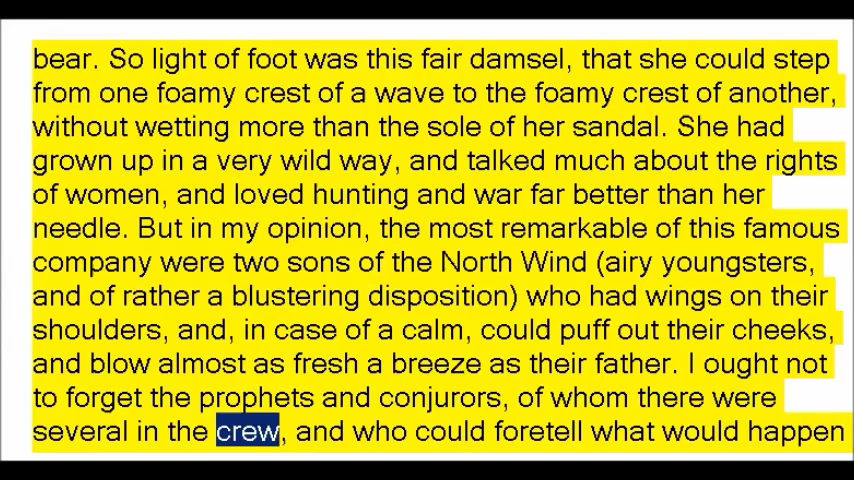 bear. So light of foot was this fair damsel, that she could step
from one foamy crest of a wave to the foamy crest of another,
without wetting more than the sole of her sandal. She had
grown up in a very wild way, and talked much about the rights
of women, and loved hunting and war far better than her
needle. But in my opinion, the most remarkable of this famous
company were two sons of the North Wind (airy youngsters,
and of rather a blustering disposition) who had wings on their
shoulders, and, in case of a calm, could puff out their cheeks,
and blow almost as fresh a breeze as their father. I ought not
to forget the prophets and conjurors, of whom there were
several in the crew, and who could foretell what would happen